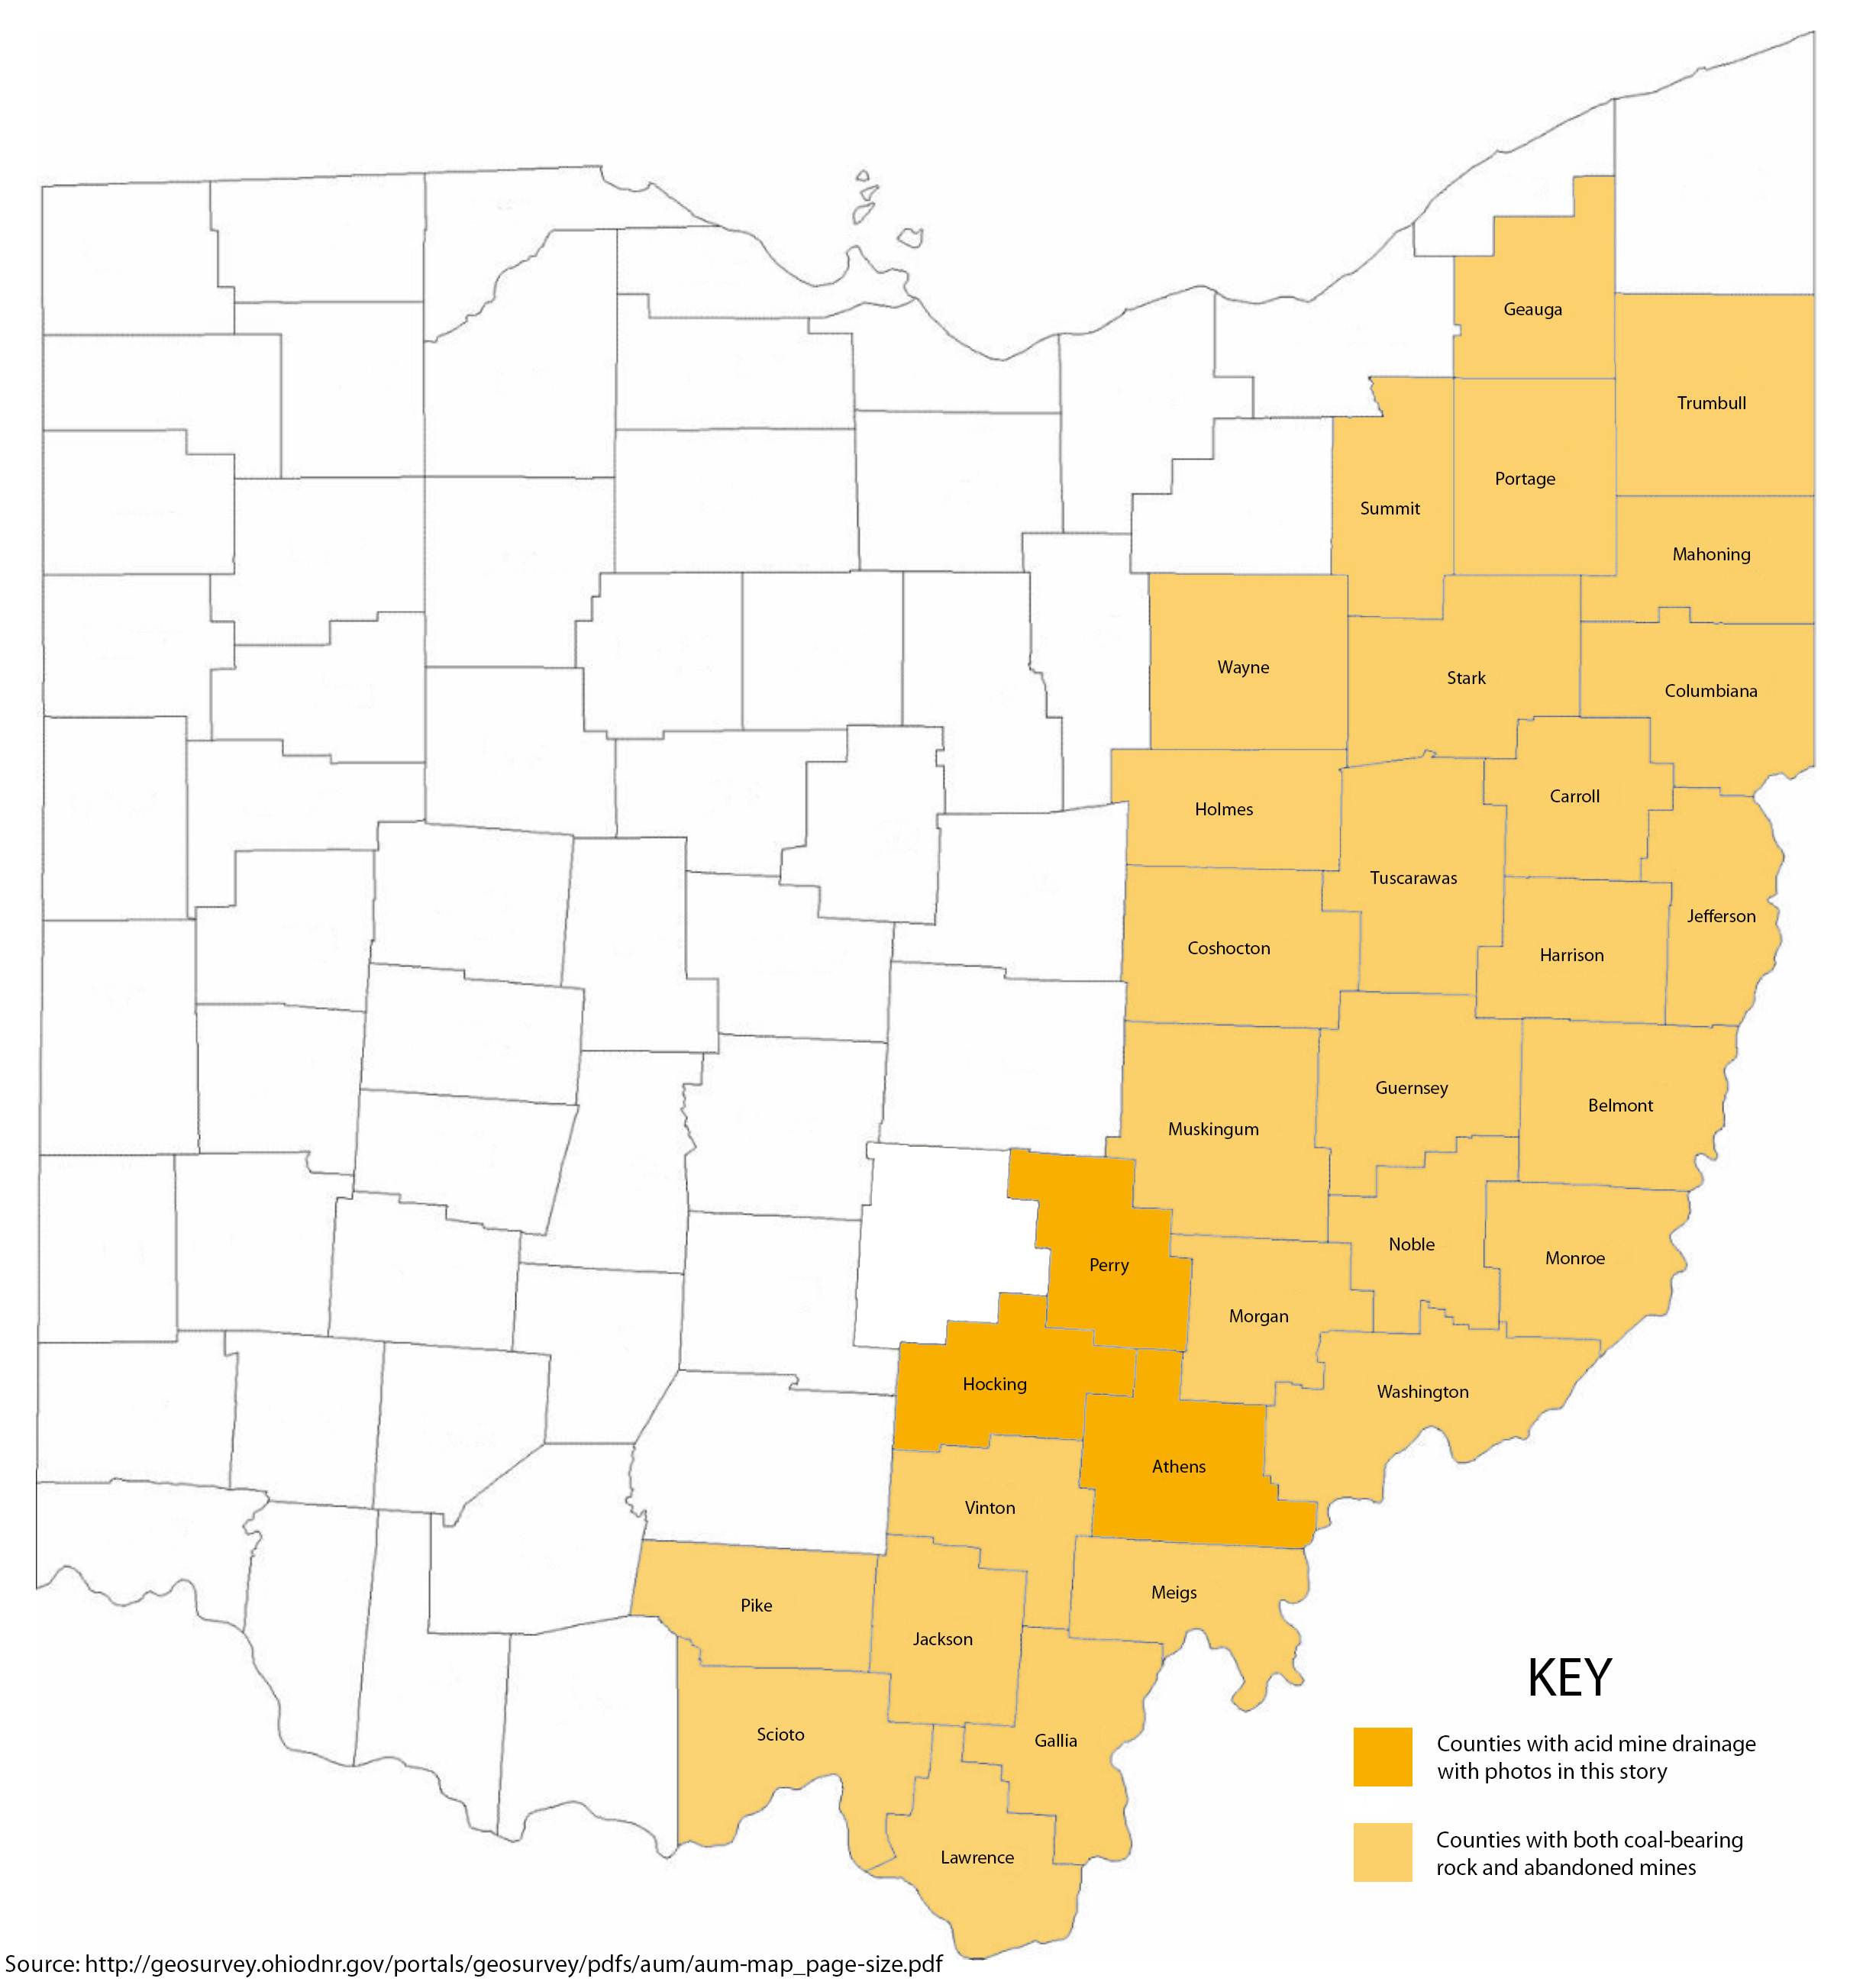 Geauga
Trumbull
Portage
Summit
Mahoning
Wayne
Stark
Columbiana
Carroll
Holmes
Tuscarawas
Jefferson
Coshocton
Harrison
Guernsey
Belmont
Muskingum
Noble
Monroe
Perry
Morgan
Hocking
Washington
Athens
Vinton
Meigs
Pike
Jackson
Scioto
Gallia
Lawrence
KEY
Counties with acid mine drainage
with photos in this story
Counties with both coal-bearing
rock and abandoned mines
Source: http://geosurvey.ohiodnr.gov/portals/geosurvey/pdfs/aum/aum-map_page-size.pdf